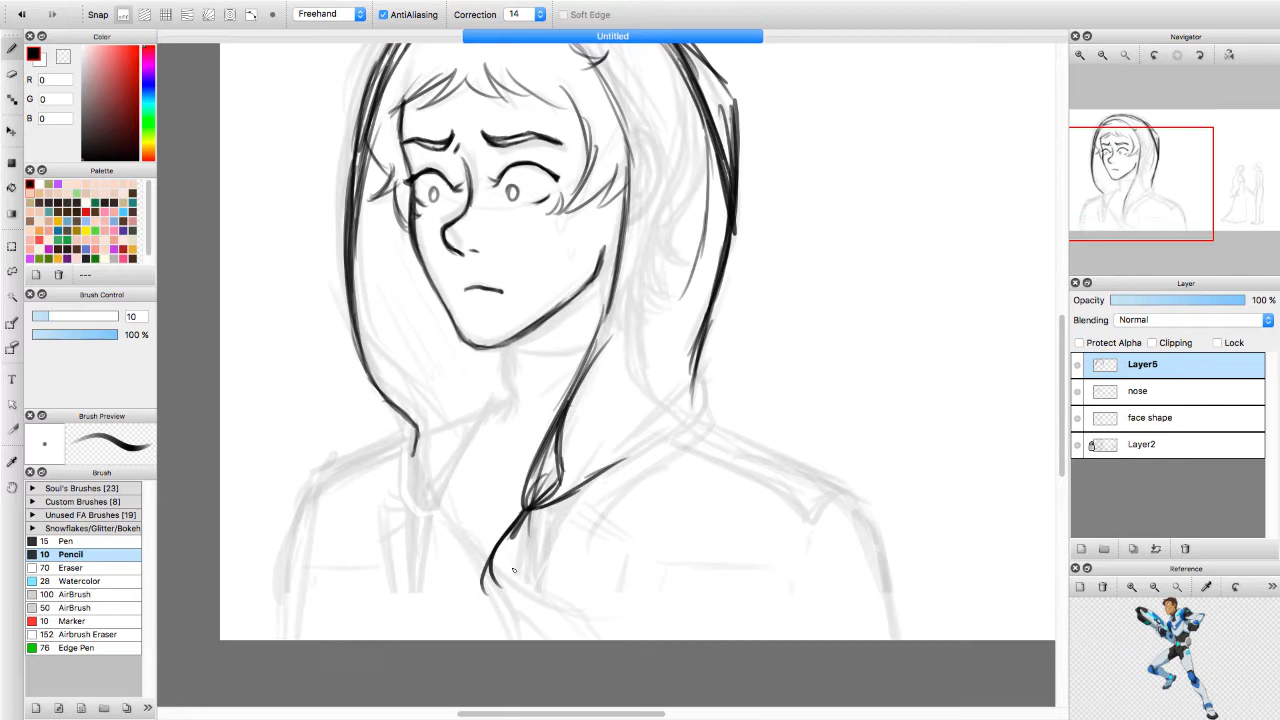 Snap
Freehand
AntiAliasing
Correction
14
Soft Edge
Color
Untitled
Navigator
R 0
G 0
B 0
Palette
---
Brush Control
10
100 %
Brush Preview
Brush
Soul's Brushes [23]
Custom Brushes [8]
Unused FA Brushes [19]
Snowflakes/Glitter/Bokeh
15 Pen
10 Pencil
70 Eraser
28 Watercolor
100 AirBrush
50 AirBrush
10 Marker
152 Airbrush Eraser
76 Edge Pen
Layer
Opacity 100 %
Blending Normal
Protect Alpha Clipping Lock
Layer5
nose
face shape
Layer2
Reference